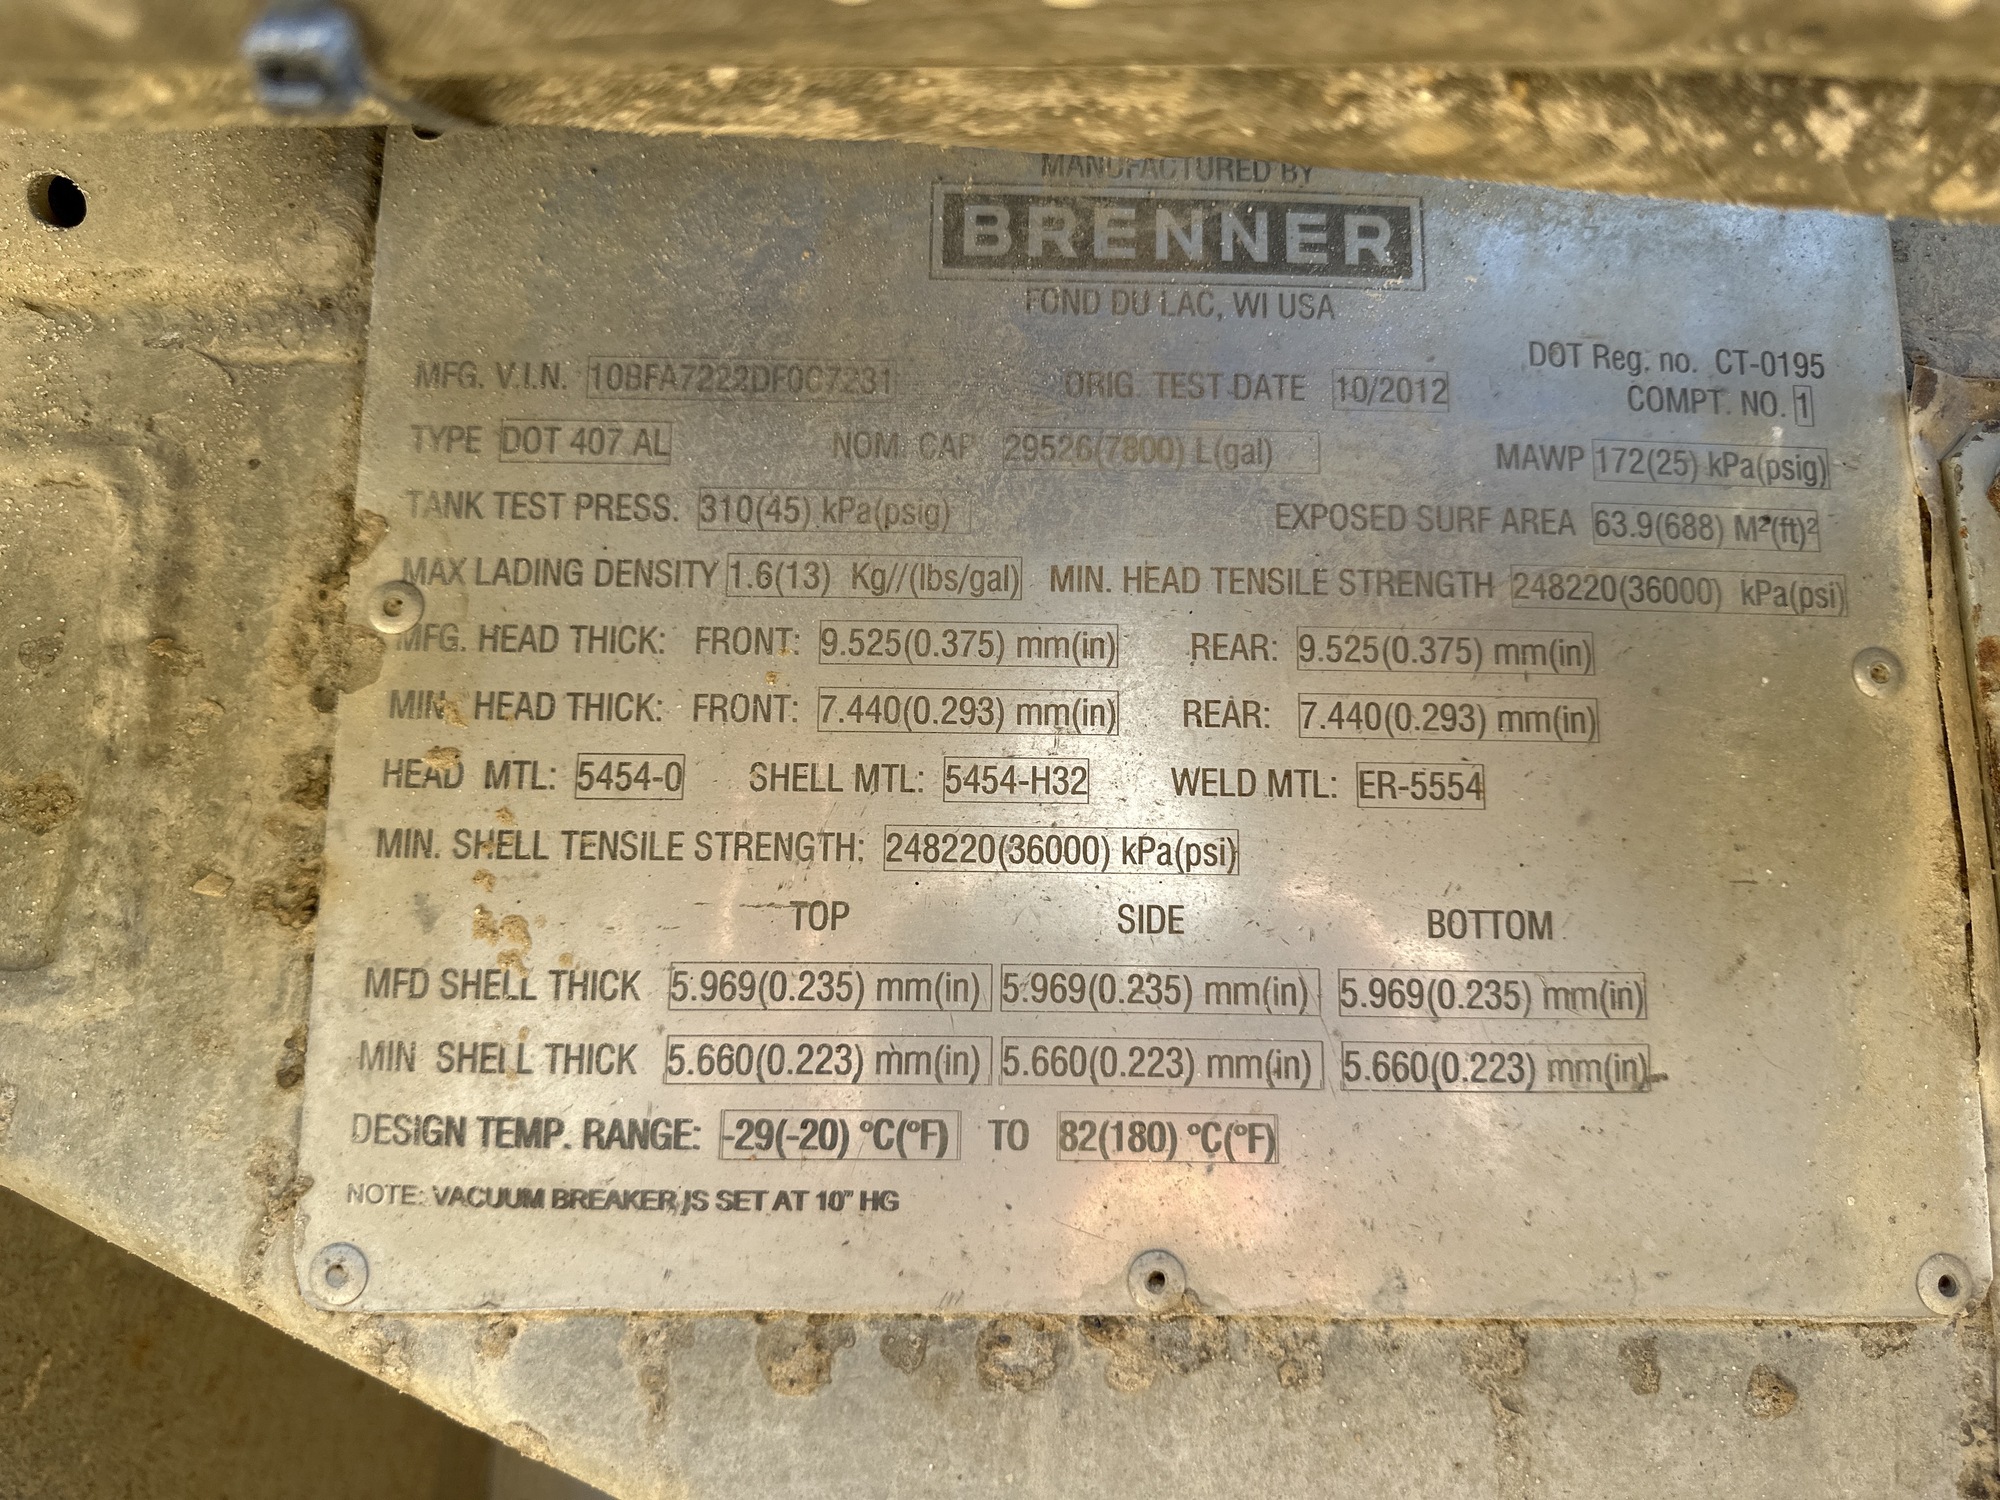 MANUFACTURED BY
BRENNER
FOND DU LAC, WI USA
DOT Reg. no. CT-0195
MFG. V.I.N. 10BFA7222DF0C7231 ORIG. TEST DATE 10/2012 COMPT. NO. 1
TYPE DOT 407 AL NOM. CAP 29526(7800) L(gal) MAWP 172(25) kPa(psig)
TANK TEST PRESS. 310(45) kPa(psig) EXPOSED SURF AREA 63.9(688) M²(ft)²
MAX LADING DENSITY 1.6(13) Kg//(lbs/gal) MIN. HEAD TENSILE STRENGTH 248220(36000) kPa(psi)
MFG. HEAD THICK: FRONT: 9.525(0.375) mm(in) REAR: 9.525(0.375) mm(in)
MIN. HEAD THICK: FRONT: 7.440(0.293) mm(in) REAR: 7.440(0.293) mm(in)
HEAD MTL: 5454-0 SHELL MTL: 5454-H32 WELD MTL: ER-5554
MIN. SHELL TENSILE STRENGTH: 248220(36000) kPa(psi)
TOP SIDE BOTTOM
MFD SHELL THICK 5.969(0.235) mm(in) 5.969(0.235) mm(in) 5.969(0.235) mm(in)
MIN SHELL THICK 5.660(0.223) mm(in) 5.660(0.223) mm(in) 5.660(0.223) mm(in)
DESIGN TEMP. RANGE: -29(-20) °C(°F) TO 82(180) °C(°F)
NOTE: VACUUM BREAKER IS SET AT 10" HG